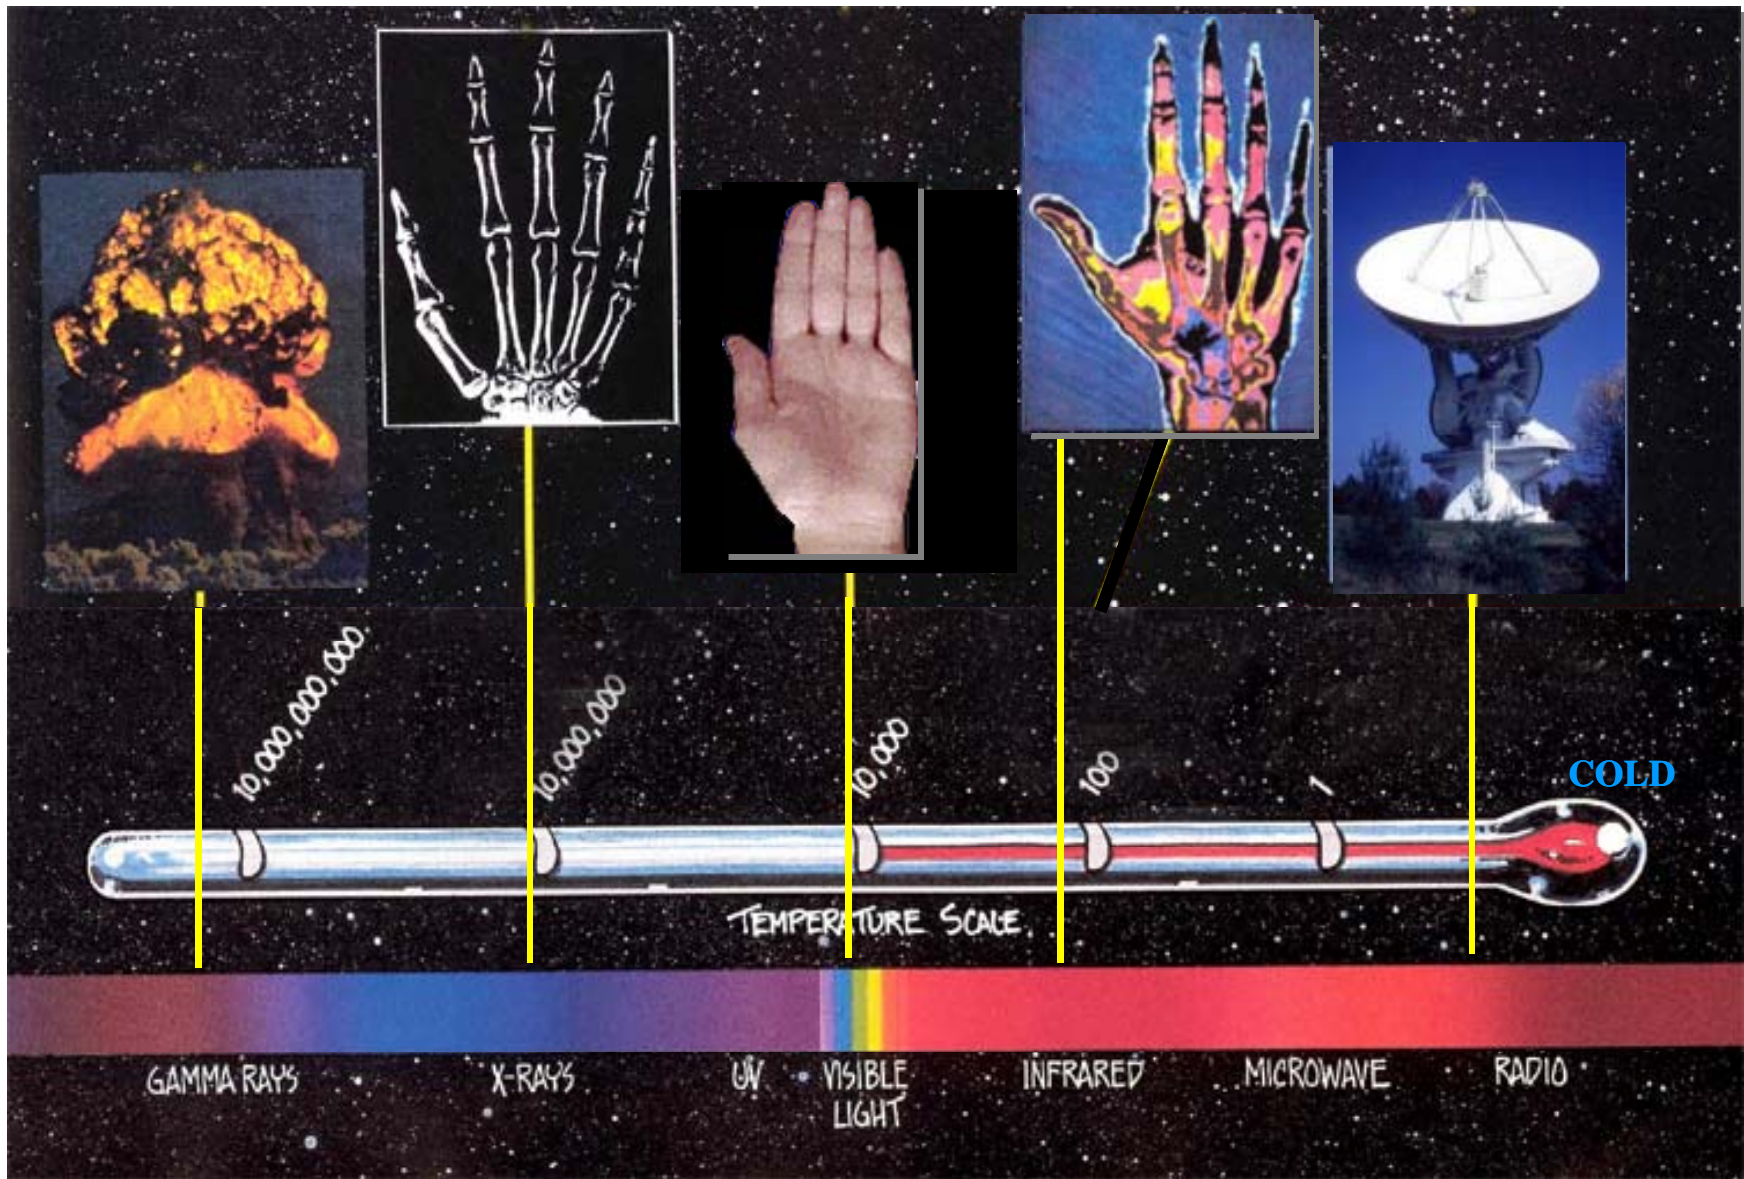 10,000,000,000.
10,000,000
10,000
100
1
COLD
TEMPERATURE SCALE.
GAMMA RAYS
X-RAYS
UV
VISIBLE
LIGHT
INFRARED
MICROWAVE
RADIO